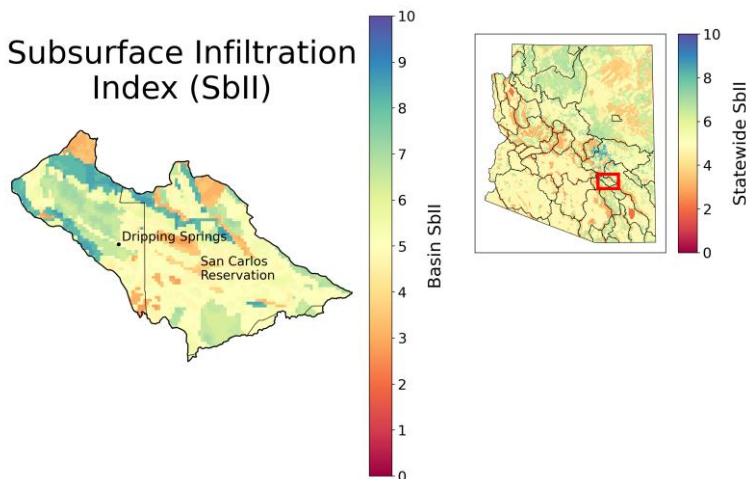 Subsurface Infiltration
Index (SbII)
Dripping Springs
San Carlos
Reservation
10
9
8
7
6
5
4
3
2
1
0
Basin SbII
10
8
6
4
2
0
Statewide SbII